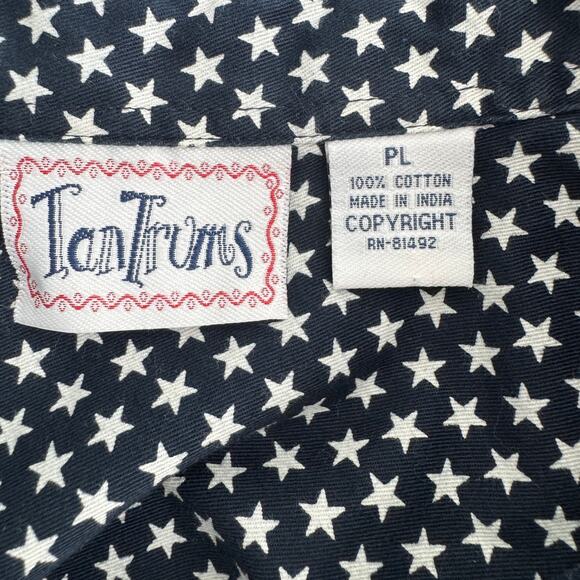 TanTrums
PL
100% COTTON
MADE IN INDIA
COPYRIGHT
RN-81492